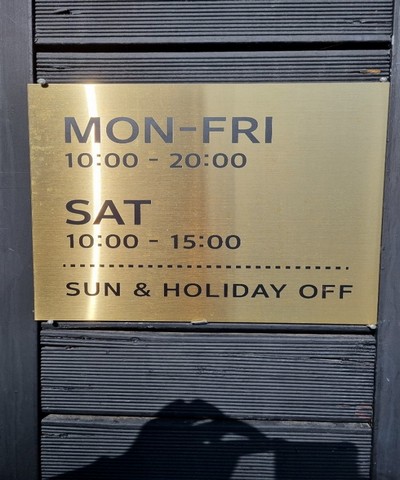 MON-FRI
10:00 - 20:00
SAT
10:00 - 15:00
SUN & HOLIDAY OFF